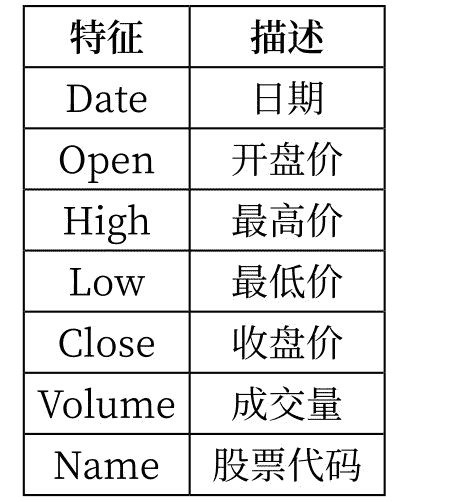 特征 描述
Date 日期
Open 开盘价
High 最高价
Low 最低价
Close 收盘价
Volume 成交量
Name 股票代码